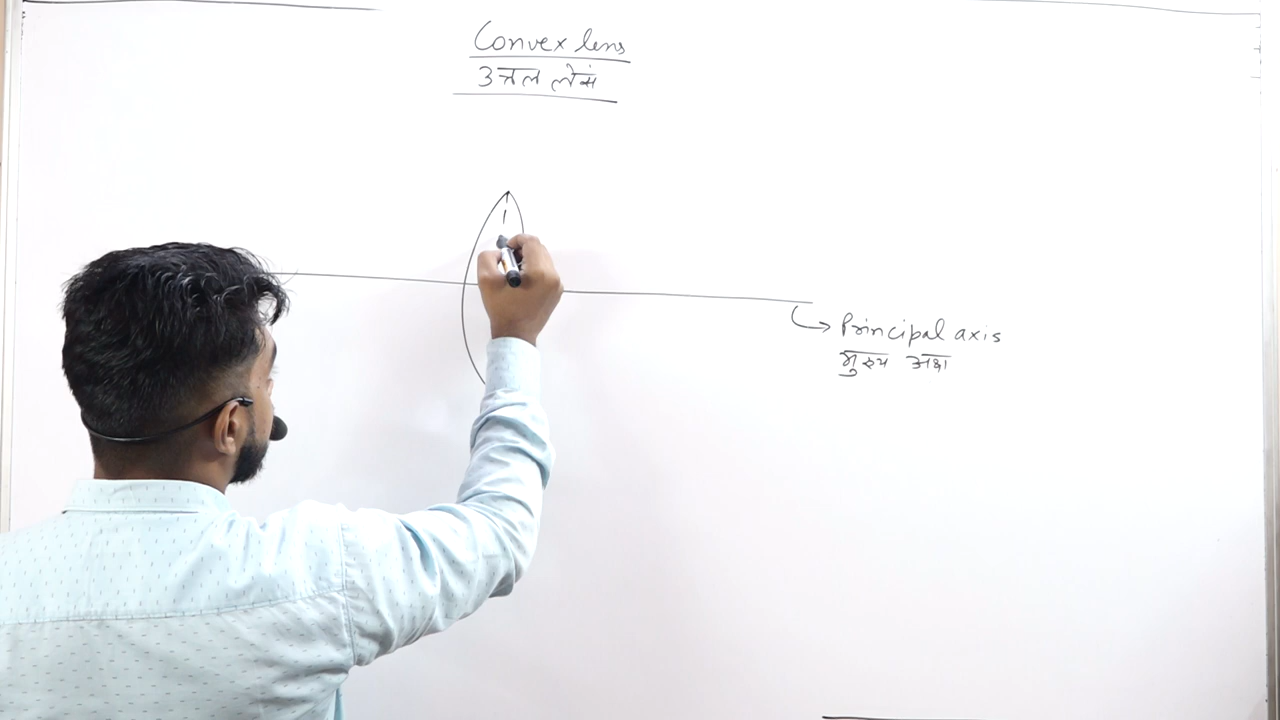 Convex lens
उत्तल लेंस
Principal axis
मुख्य अक्ष